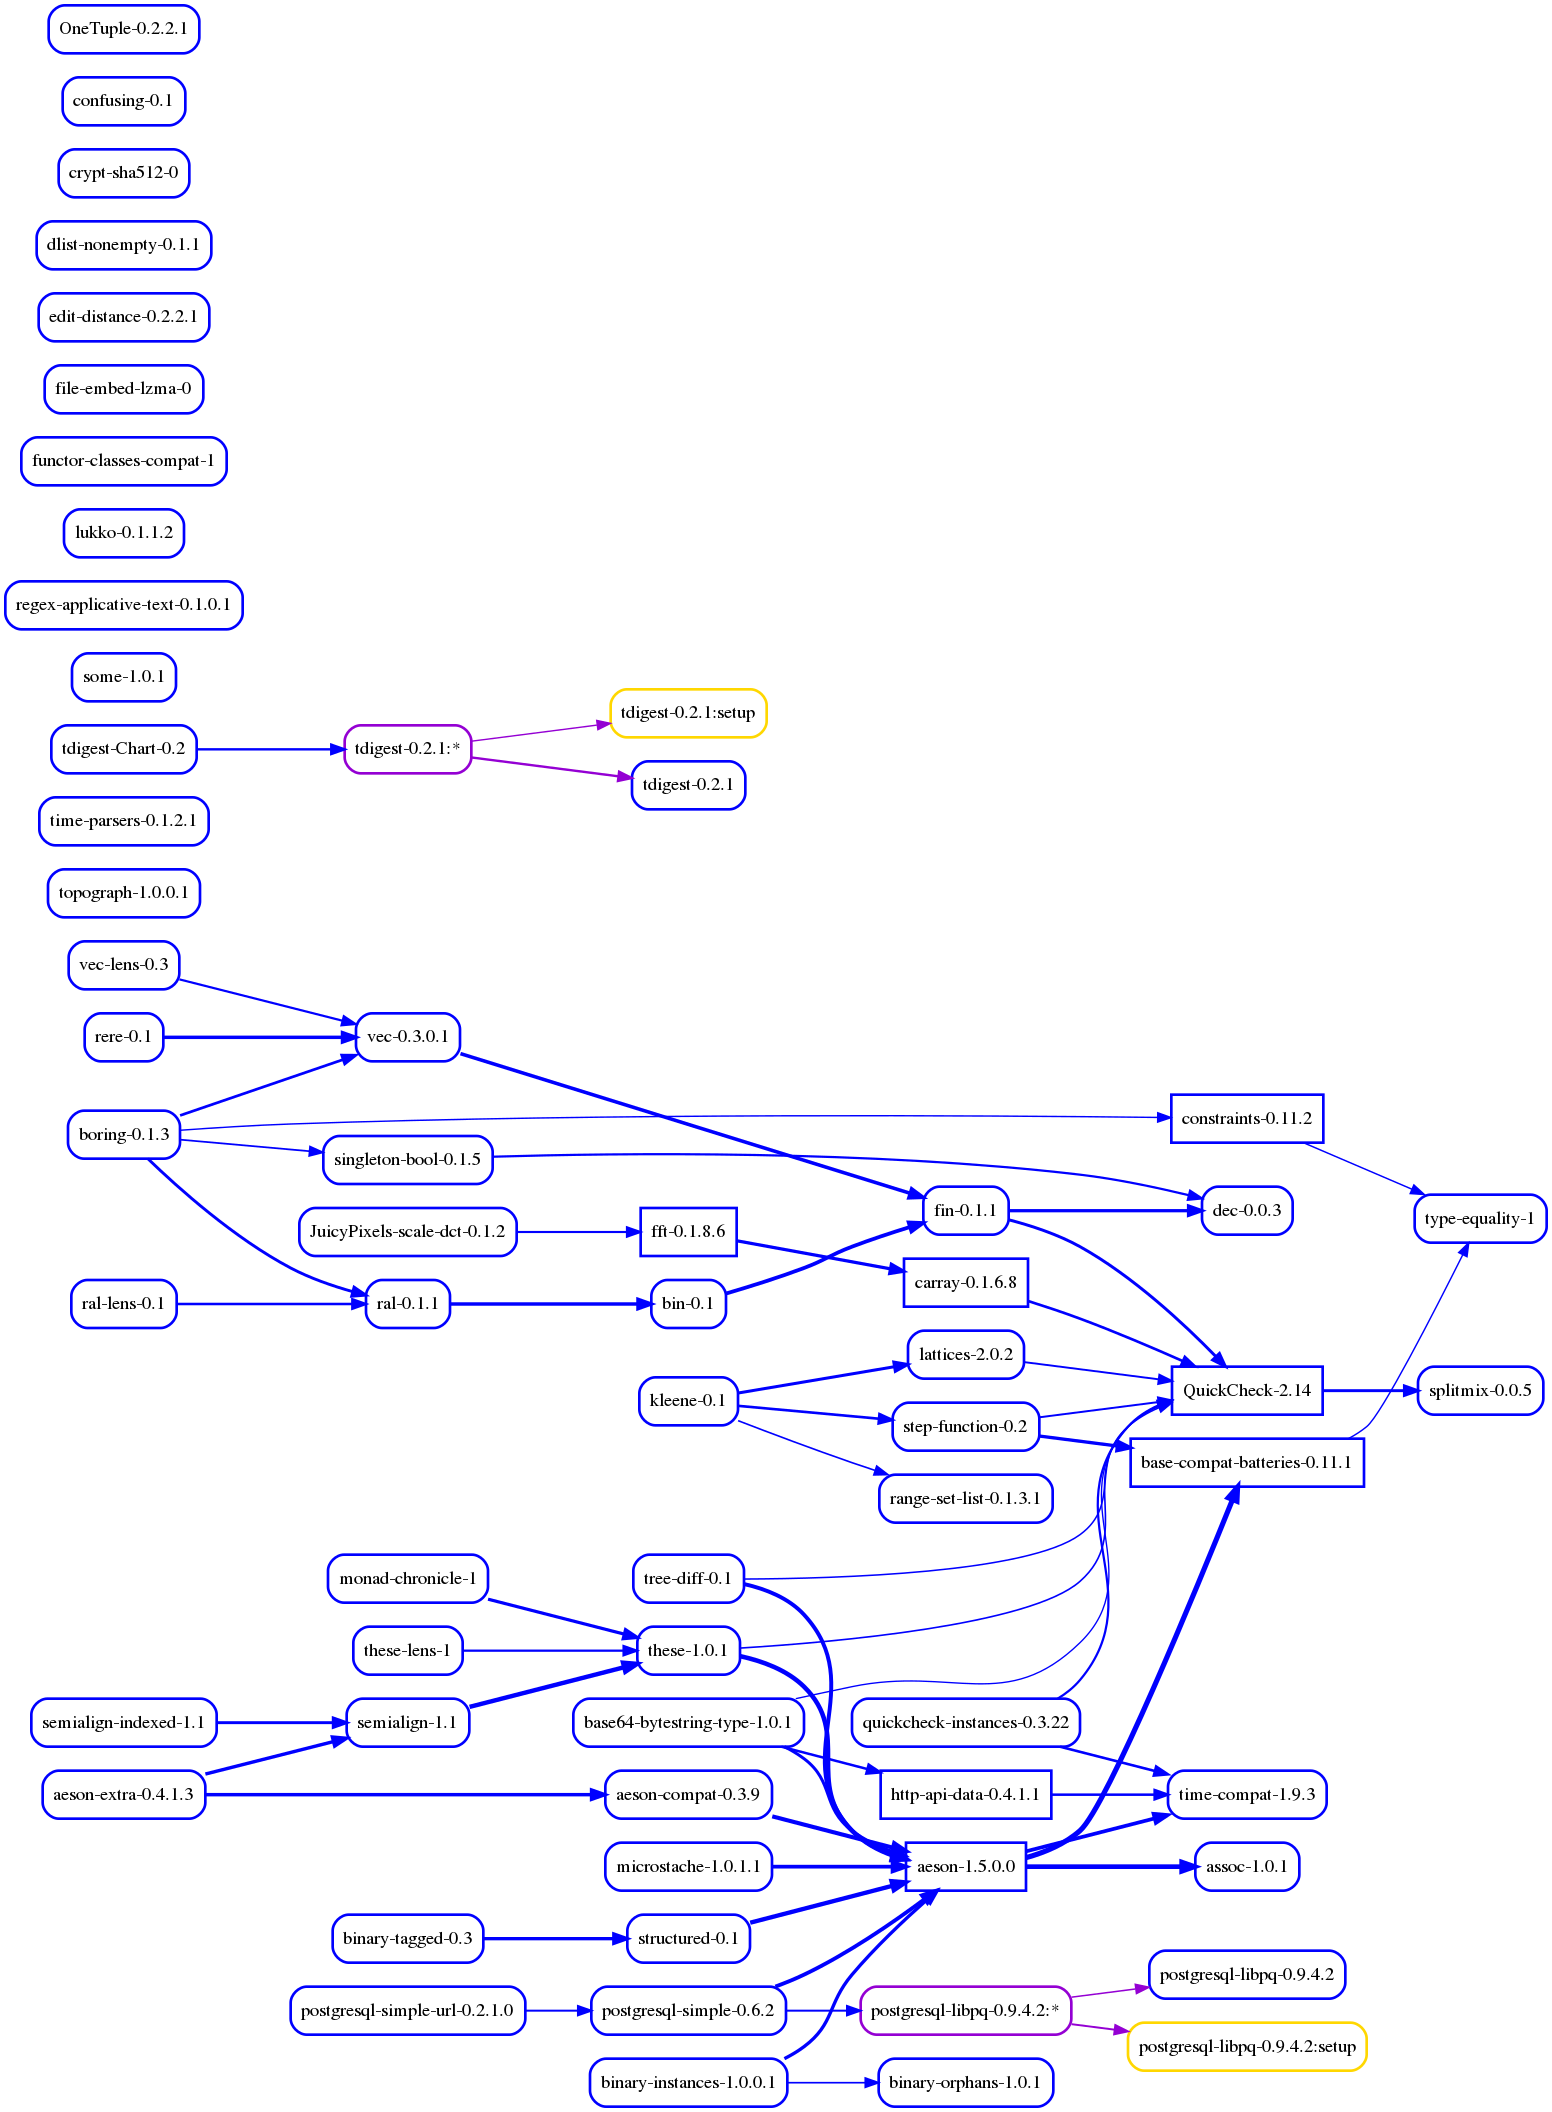 OneTuple-0.2.2.1
confusing-0.1
crypt-sha512-0
dlist-nonempty-0.1.1
edit-distance-0.2.2.1
file-embed-lzma-0
functor-classes-compat-1
lukko-0.1.1.2
regex-applicative-text-0.1.0.1
some-1.0.1
tdigest-0.2.1:setup
tdigest-Chart-0.2
tdigest-0.2.1:*
tdigest-0.2.1
time-parsers-0.1.2.1
topograph-1.0.0.1
vec-lens-0.3
rere-0.1
vec-0.3.0.1
constraints-0.11.2
boring-0.1.3
singleton-bool-0.1.5
fin-0.1.1
dec-0.0.3
type-equality-1
JuicyPixels-scale-dct-0.1.2
fft-0.1.8.6
carray-0.1.6.8
ral-lens-0.1
ral-0.1.1
bin-0.1
lattices-2.0.2
QuickCheck-2.14
splitmix-0.0.5
kleene-0.1
step-function-0.2
base-compat-batteries-0.11.1
range-set-list-0.1.3.1
monad-chronicle-1
tree-diff-0.1
these-lens-1
these-1.0.1
semialign-indexed-1.1
semialign-1.1
base64-bytestring-type-1.0.1
quickcheck-instances-0.3.22
aeson-extra-0.4.1.3
aeson-compat-0.3.9
http-api-data-0.4.1.1
time-compat-1.9.3
microstache-1.0.1.1
aeson-1.5.0.0
assoc-1.0.1
binary-tagged-0.3
structured-0.1
postgresql-libpq-0.9.4.2
postgresql-simple-url-0.2.1.0
postgresql-simple-0.6.2
postgresql-libpq-0.9.4.2:*
postgresql-libpq-0.9.4.2:setup
binary-instances-1.0.0.1
binary-orphans-1.0.1